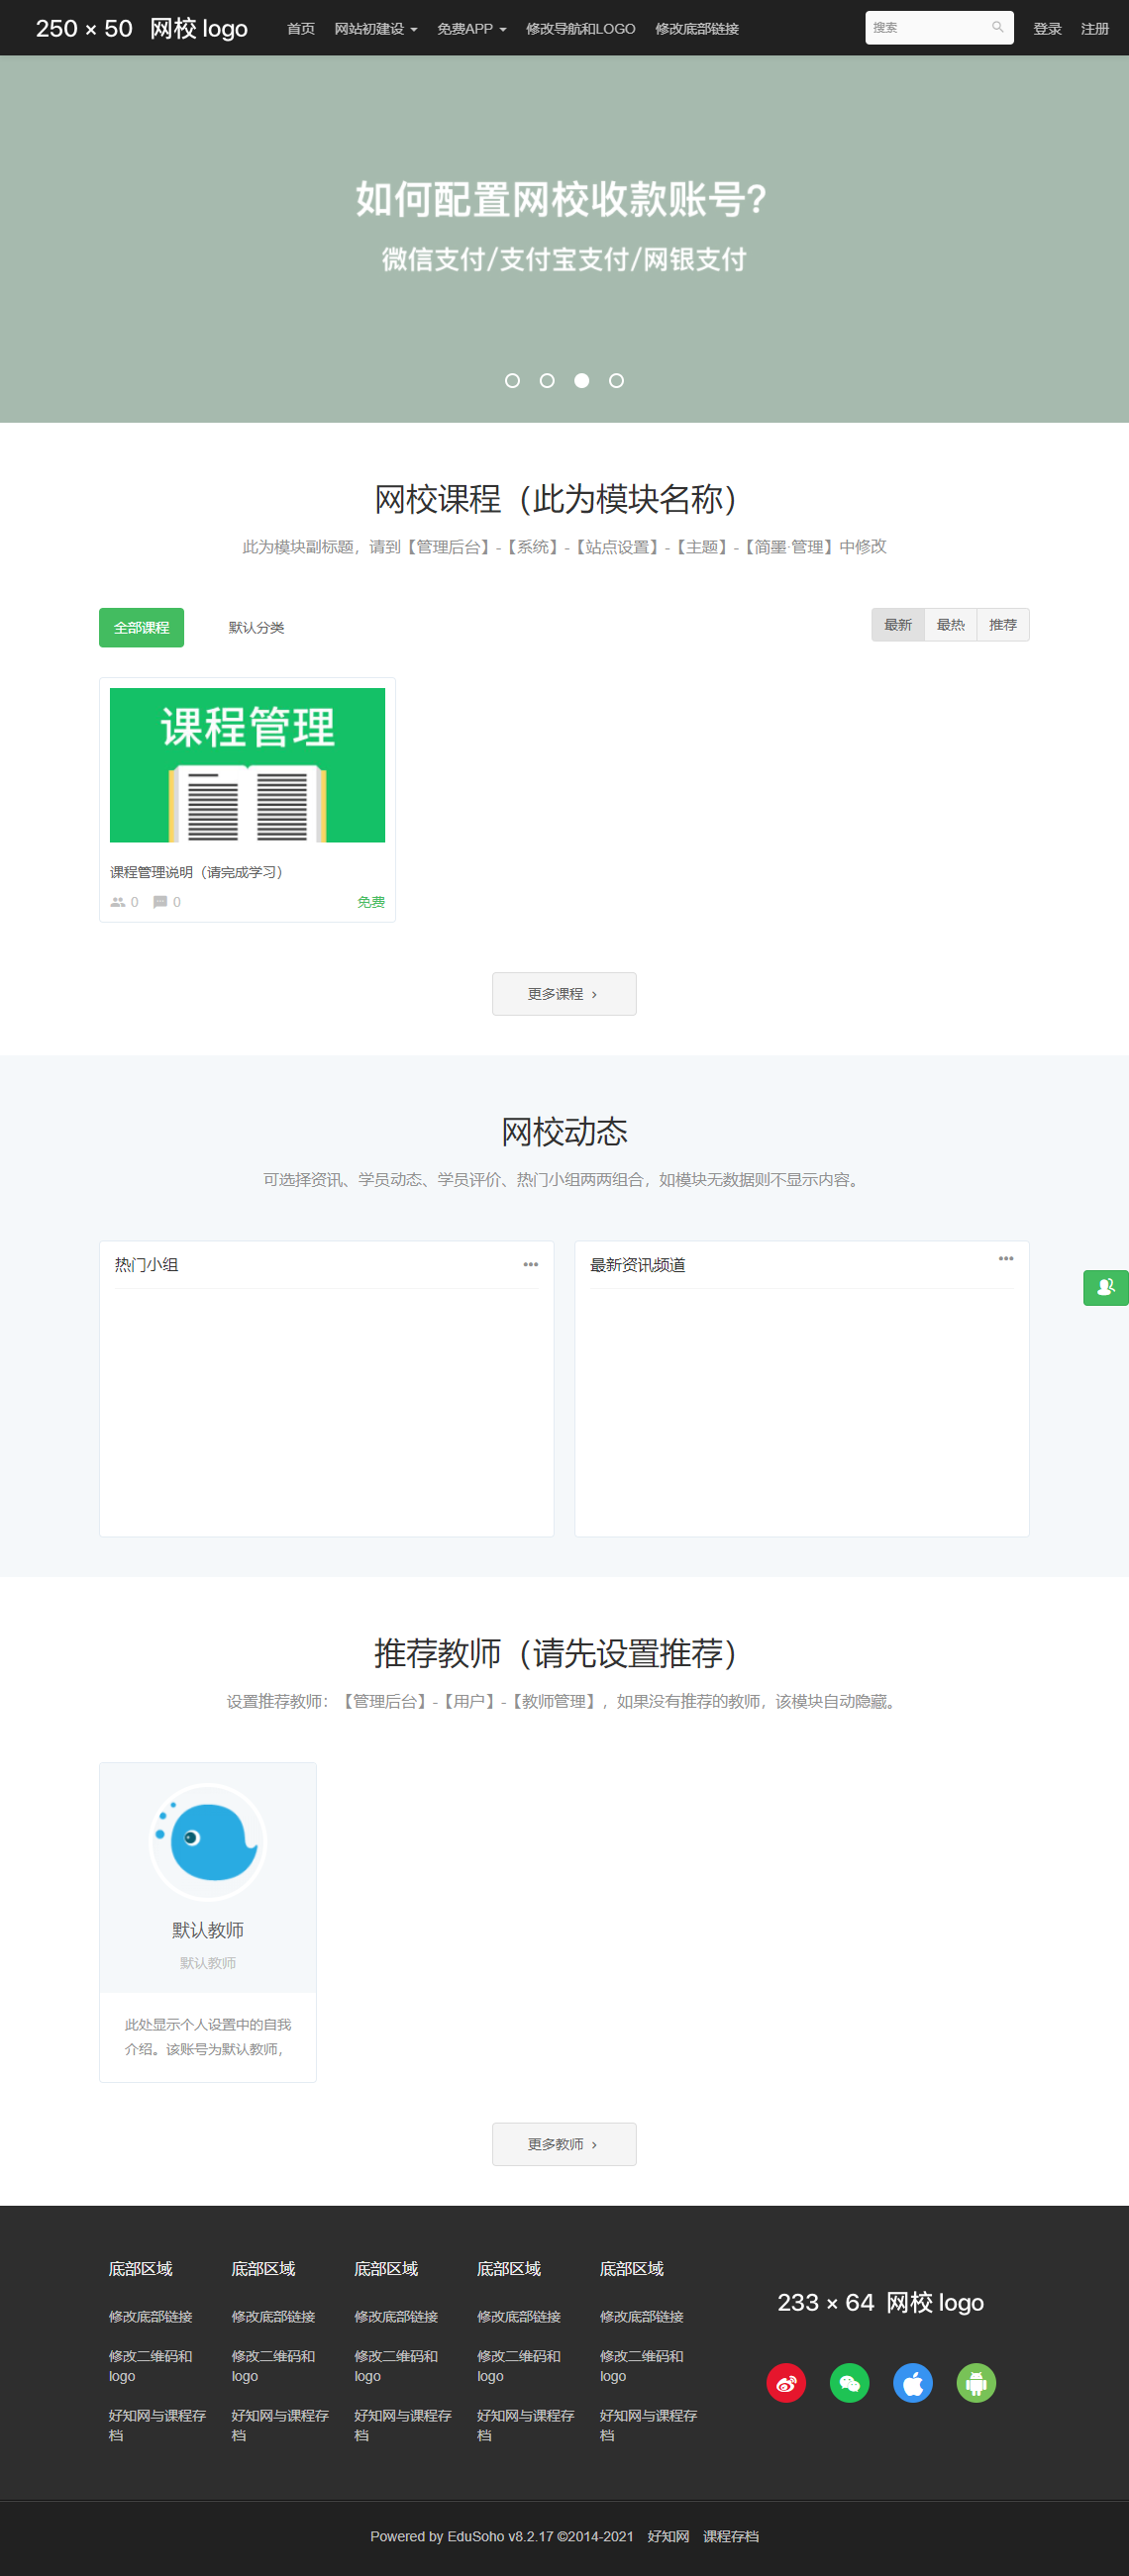 250 × 50 网校 logo 首页 网站初建设 免费APP 修改导航和LOGO 修改底部链接 搜索 登录 注册
如何配置网校收款账号?
微信支付/支付宝支付/网银支付
网校课程（此为模块名称）
此为模块副标题，请到【管理后台】-【系统】-【站点设置】-【主题】-【简墨·管理】中修改
全部课程 默认分类 最新 最热 推荐
课程管理
课程管理说明（请完成学习）
0 0 免费
更多课程 ›
网校动态
可选择资讯、学员动态、学员评价、热门小组两两组合，如模块无数据则不显示内容。
热门小组 ••• 最新资讯频道 •••
推荐教师（请先设置推荐）
设置推荐教师：【管理后台】-【用户】-【教师管理】，如果没有推荐的教师，该模块自动隐藏。
默认教师
默认教师
此处显示个人设置中的自我
介绍。该账号为默认教师，
更多教师 ›
底部区域 底部区域 底部区域 底部区域 底部区域
233 × 64 网校 logo
修改底部链接 修改底部链接 修改底部链接 修改底部链接 修改底部链接
修改二维码和 修改二维码和 修改二维码和 修改二维码和 修改二维码和
logo logo logo logo logo
好知网与课程存 好知网与课程存 好知网与课程存 好知网与课程存 好知网与课程存
档 档 档 档 档
Powered by EduSoho v8.2.17 ©2014-2021 好知网 课程存档